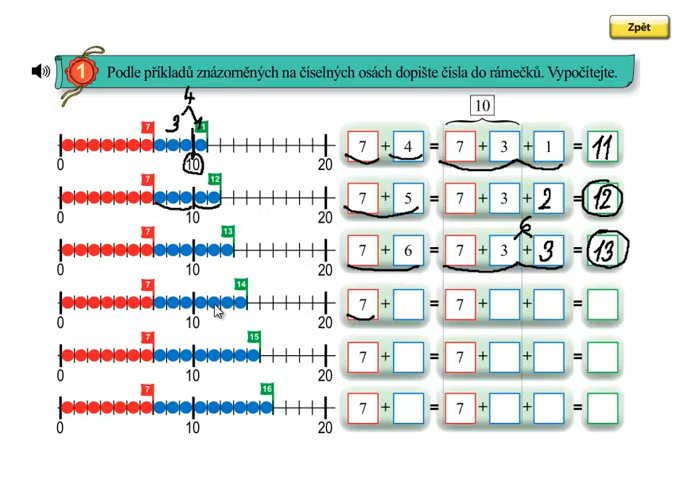 Zpět
1 Podle příkladů znázorněných na číselných osách dopište čísla do rámečků. Vypočítejte.
4
3 1
10
7 11
0 10 20
7 + 4 = 7 + 3 + 1 = 11
7 12
0 10 20
7 + 5 = 7 + 3 + 2 = 12
6
7 13
0 10 20
7 + 6 = 7 + 3 + 3 = 13
7 14
0 10 20
7 + = 7 + + =
7 15
0 10 20
7 + = 7 + + =
7 16
0 10 20
7 + = 7 + + =